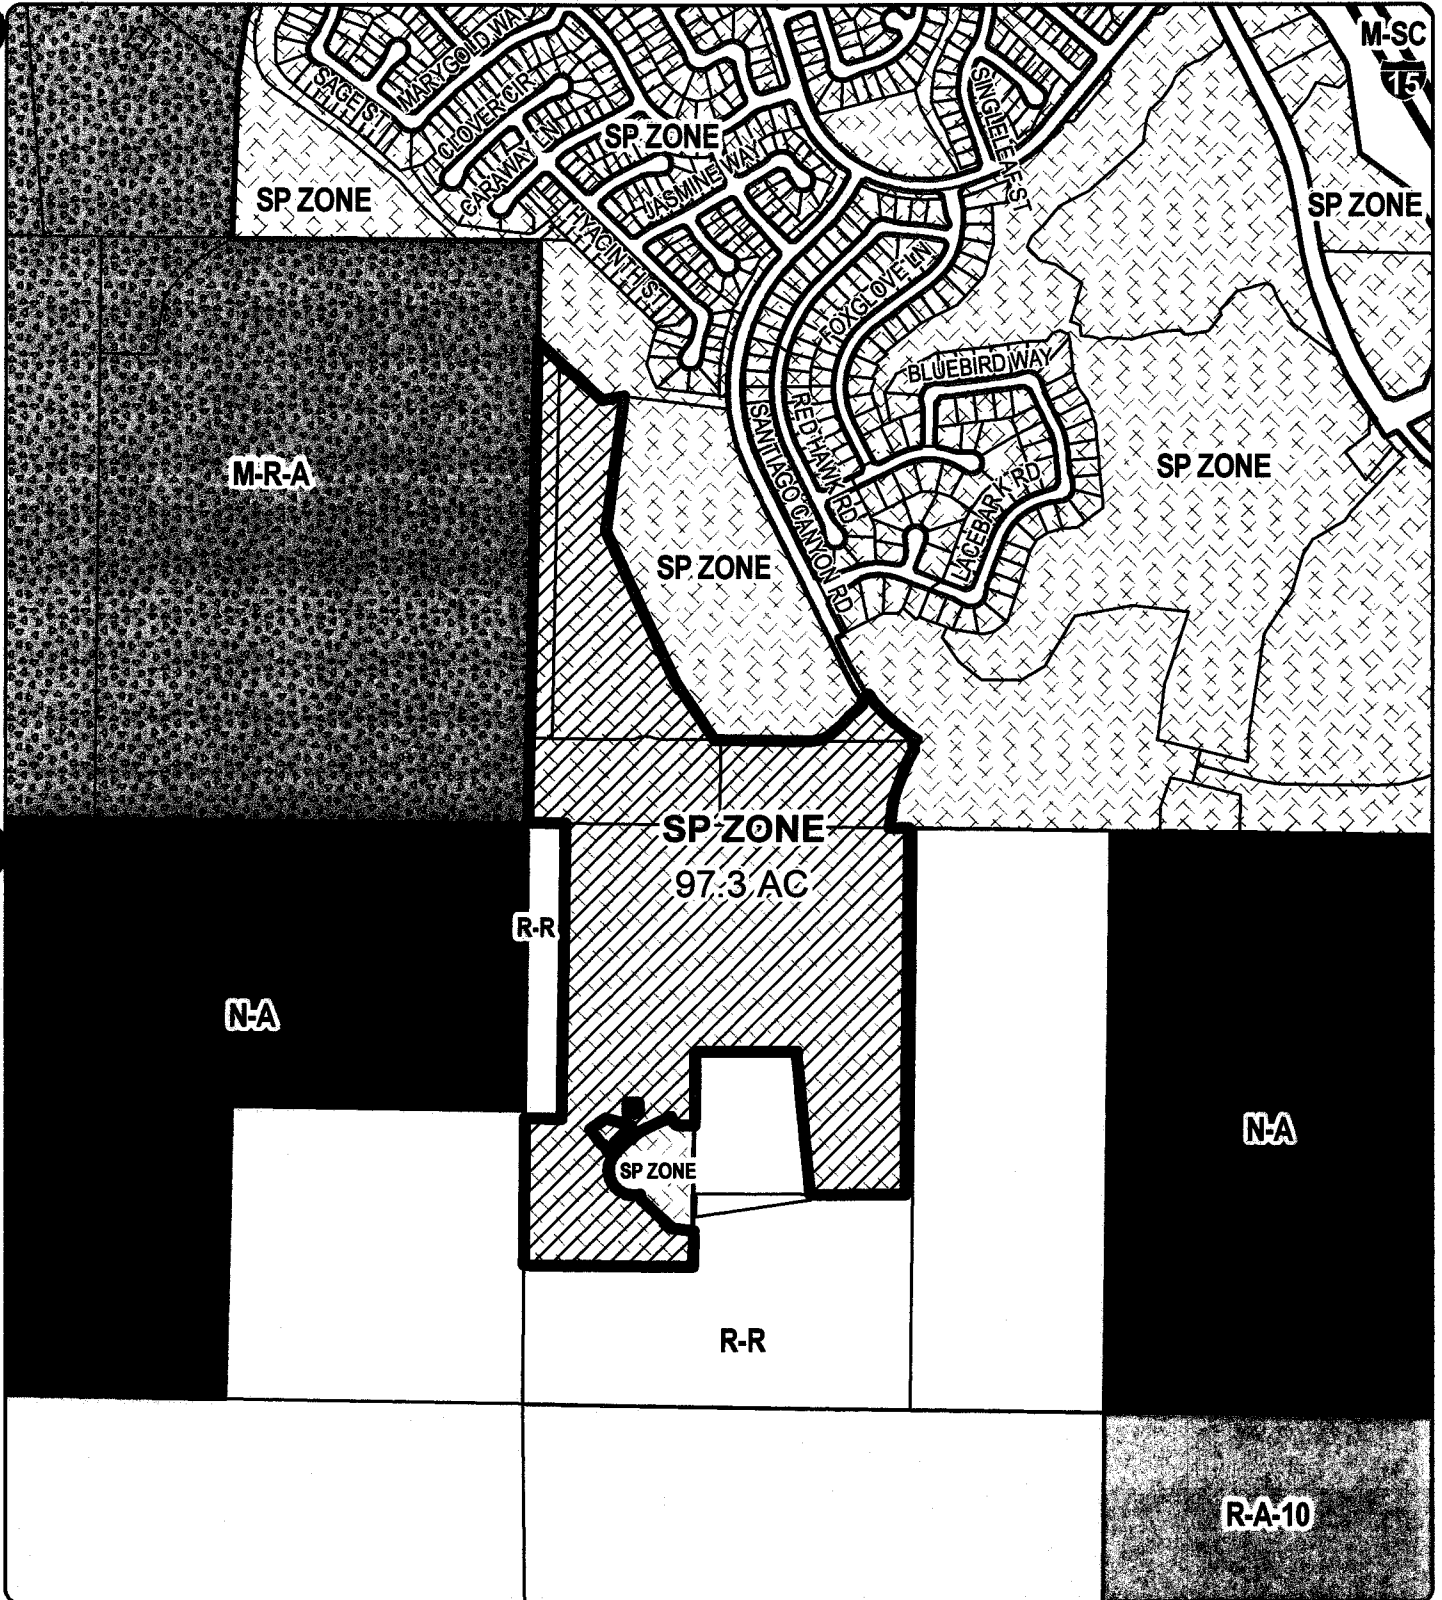 M-SC
15
MARYGOLD WAY
SAGE ST
CLOVER CIR
CARAWAY LN
SP ZONE
SINGLELEAF ST
JASMINE WAY
SP ZONE
SP ZONE
HYACINTH ST
FOXGLOVE LN
BLUEBIRD WAY
RED HAWK RD
SANTIAGO CANYON RD
LACEBARK RD
M-R-A
SP ZONE
SP ZONE
SP ZONE
97.3 AC
R-R
N-A
N-A
SP ZONE
R-R
R-A-10